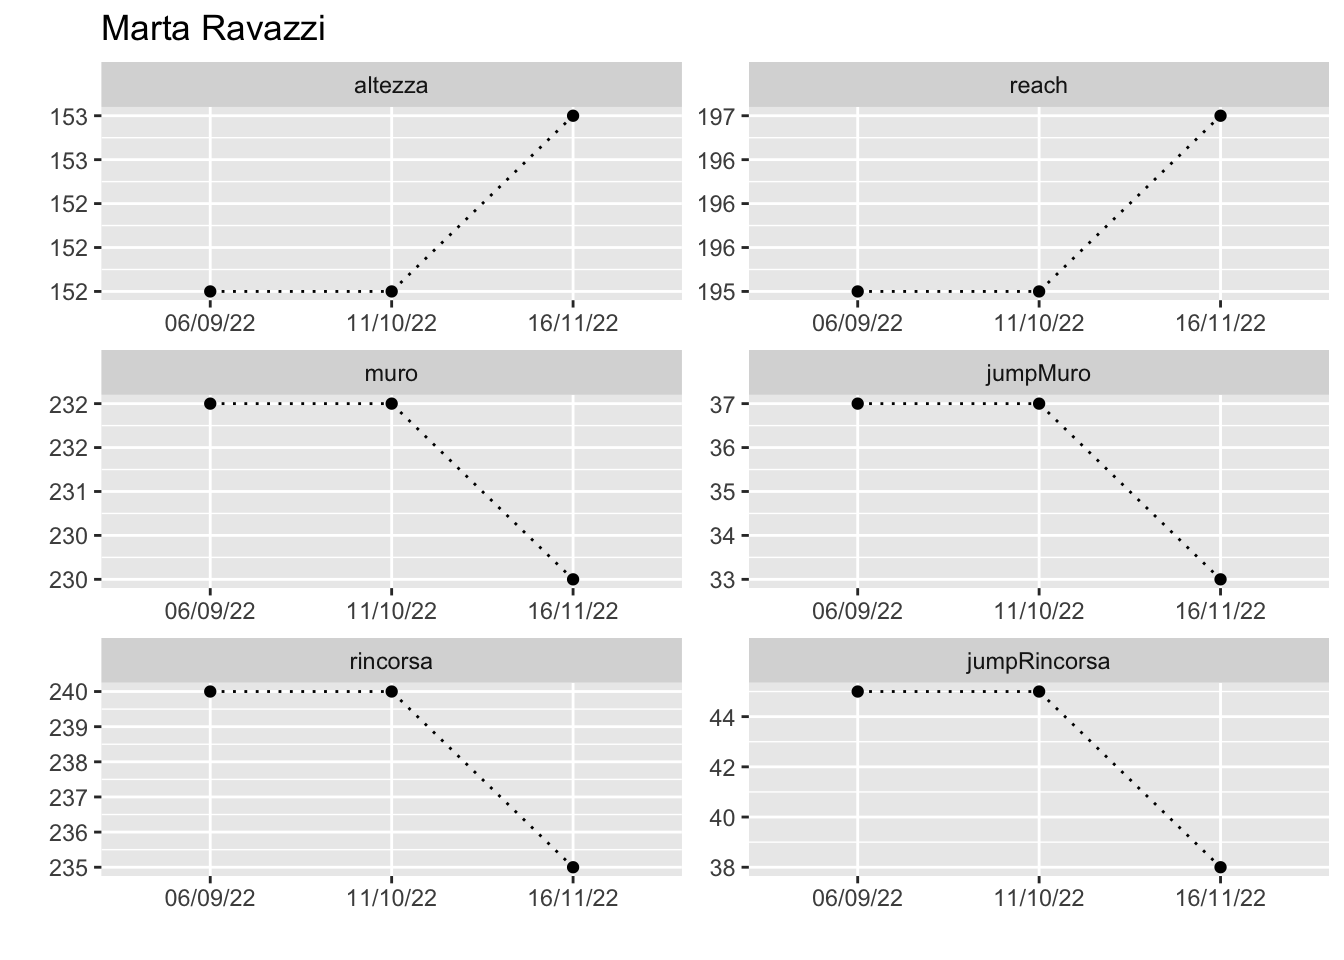 Marta Ravazzi
altezza
153
153
152
152
152
06/09/22 11/10/22 16/11/22
reach
197
196
196
196
195
06/09/22 11/10/22 16/11/22
muro
232
232
231
230
230
06/09/22 11/10/22 16/11/22
jumpMuro
37
36
35
34
33
06/09/22 11/10/22 16/11/22
rincorsa
240
239
238
237
236
235
06/09/22 11/10/22 16/11/22
jumpRincorsa
44
42
40
38
06/09/22 11/10/22 16/11/22